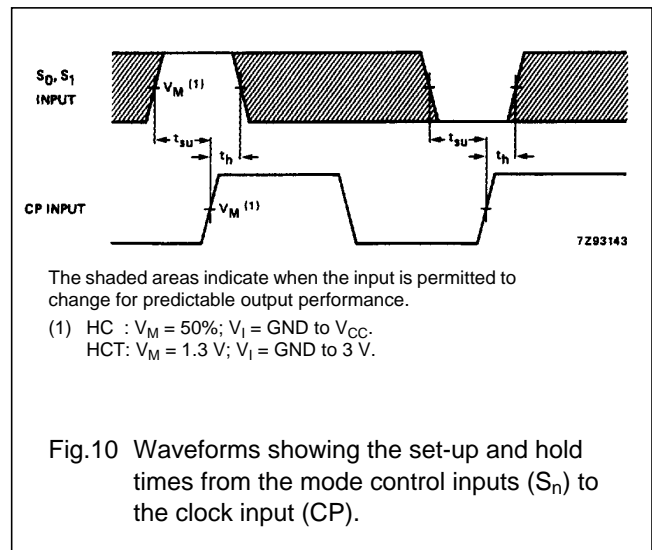 S0, S1
INPUT
VM (1)
tsu
th
tsu
th
CP INPUT
VM (1)
7Z93143
The shaded areas indicate when the input is permitted to
change for predictable output performance.
(1) HC : VM = 50%; VI = GND to VCC.
HCT: VM = 1.3 V; VI = GND to 3 V.
Fig.10 Waveforms showing the set-up and hold
times from the mode control inputs (Sn) to
the clock input (CP).